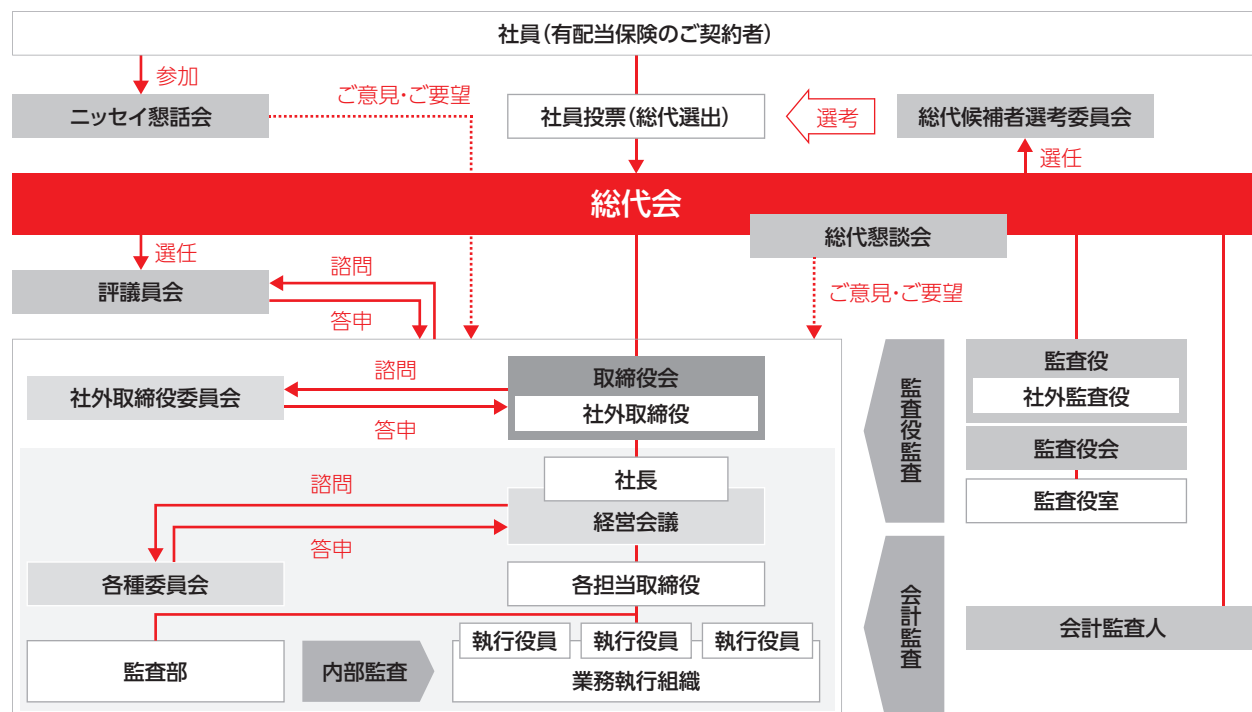 社員（有配当保険のご契約者）
参加
ニッセイ懇話会
ご意見・ご要望
社員投票（総代選出）
選考
総代候補者選考委員会
選任
総代会
総代懇談会
選任
評議員会
諮問
答申
ご意見・ご要望
社外取締役委員会
諮問
答申
取締役会
社外取締役
監査役監査
監査役
社外監査役
監査役会
監査役室
社長
経営会議
諮問
答申
各種委員会
各担当取締役
会計監査
会計監査人
監査部
内部監査
執行役員
執行役員
執行役員
業務執行組織